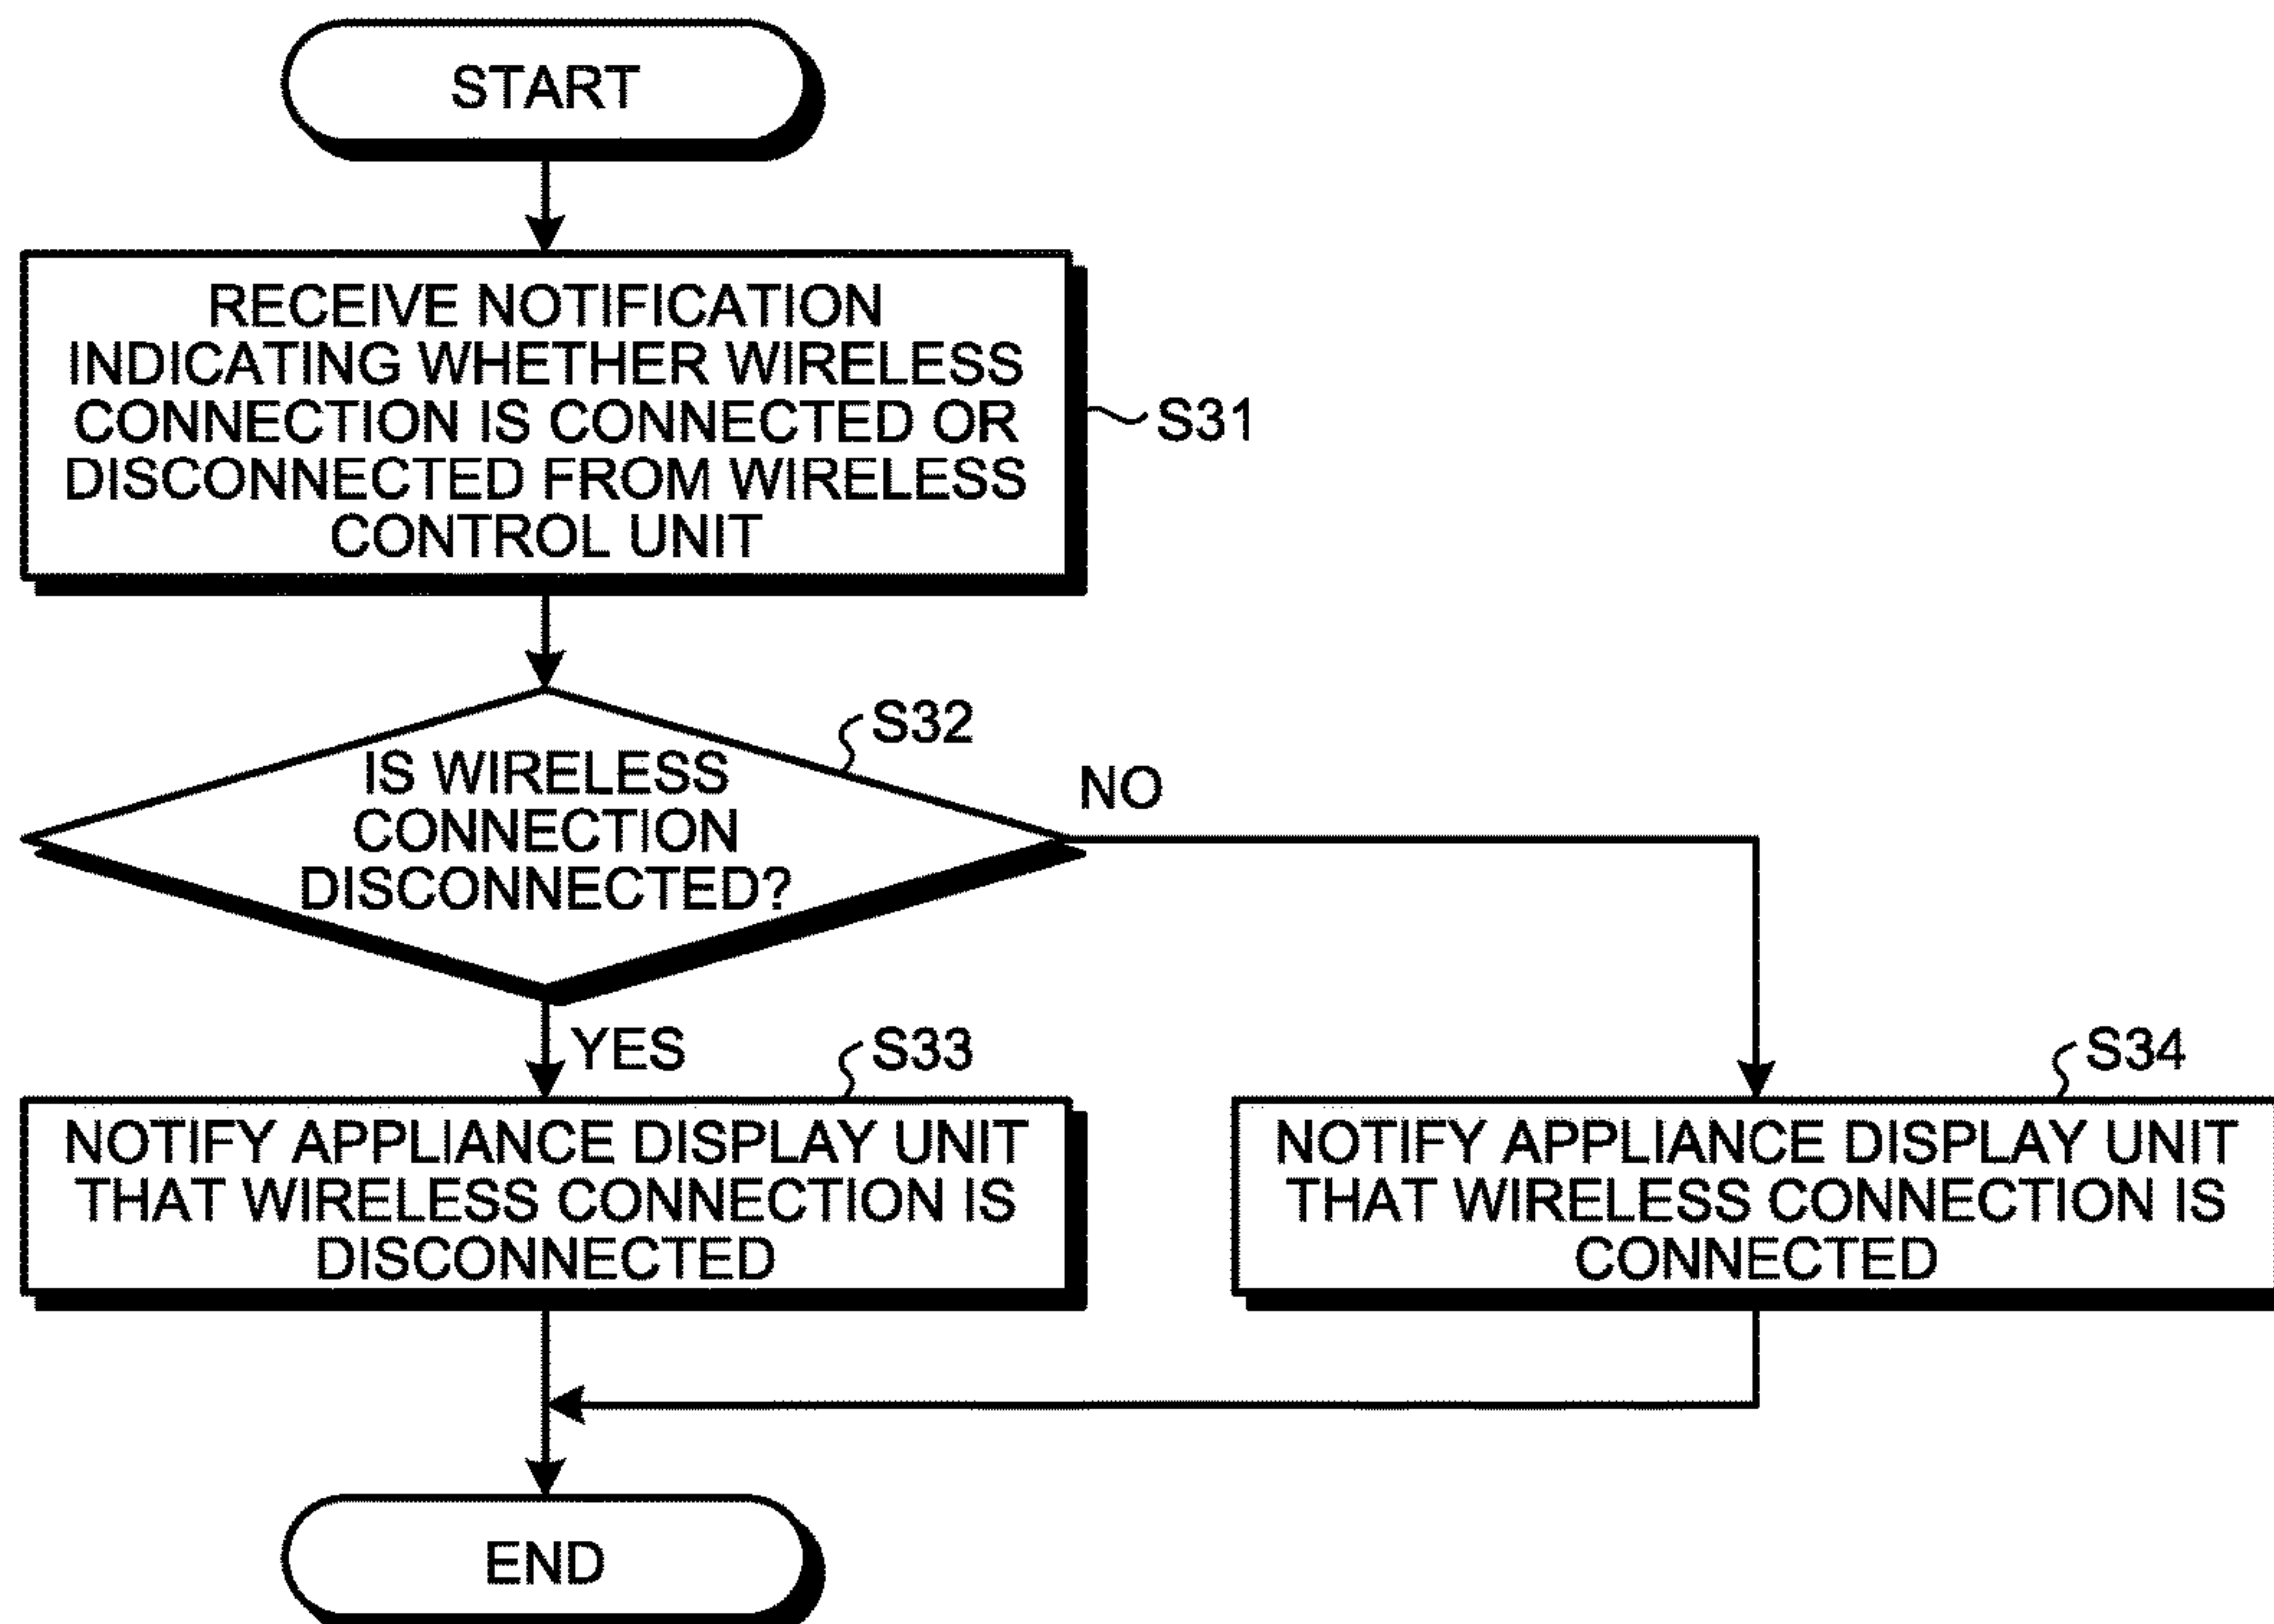 START
RECEIVE NOTIFICATION
INDICATING WHETHER WIRELESS
CONNECTION IS CONNECTED OR
DISCONNECTED FROM WIRELESS
CONTROL UNIT
S31
S32
IS WIRELESS
CONNECTION
DISCONNECTED?
NO
YES
S33
NOTIFY APPLIANCE DISPLAY UNIT
THAT WIRELESS CONNECTION IS
DISCONNECTED
S34
NOTIFY APPLIANCE DISPLAY UNIT
THAT WIRELESS CONNECTION IS
CONNECTED
END